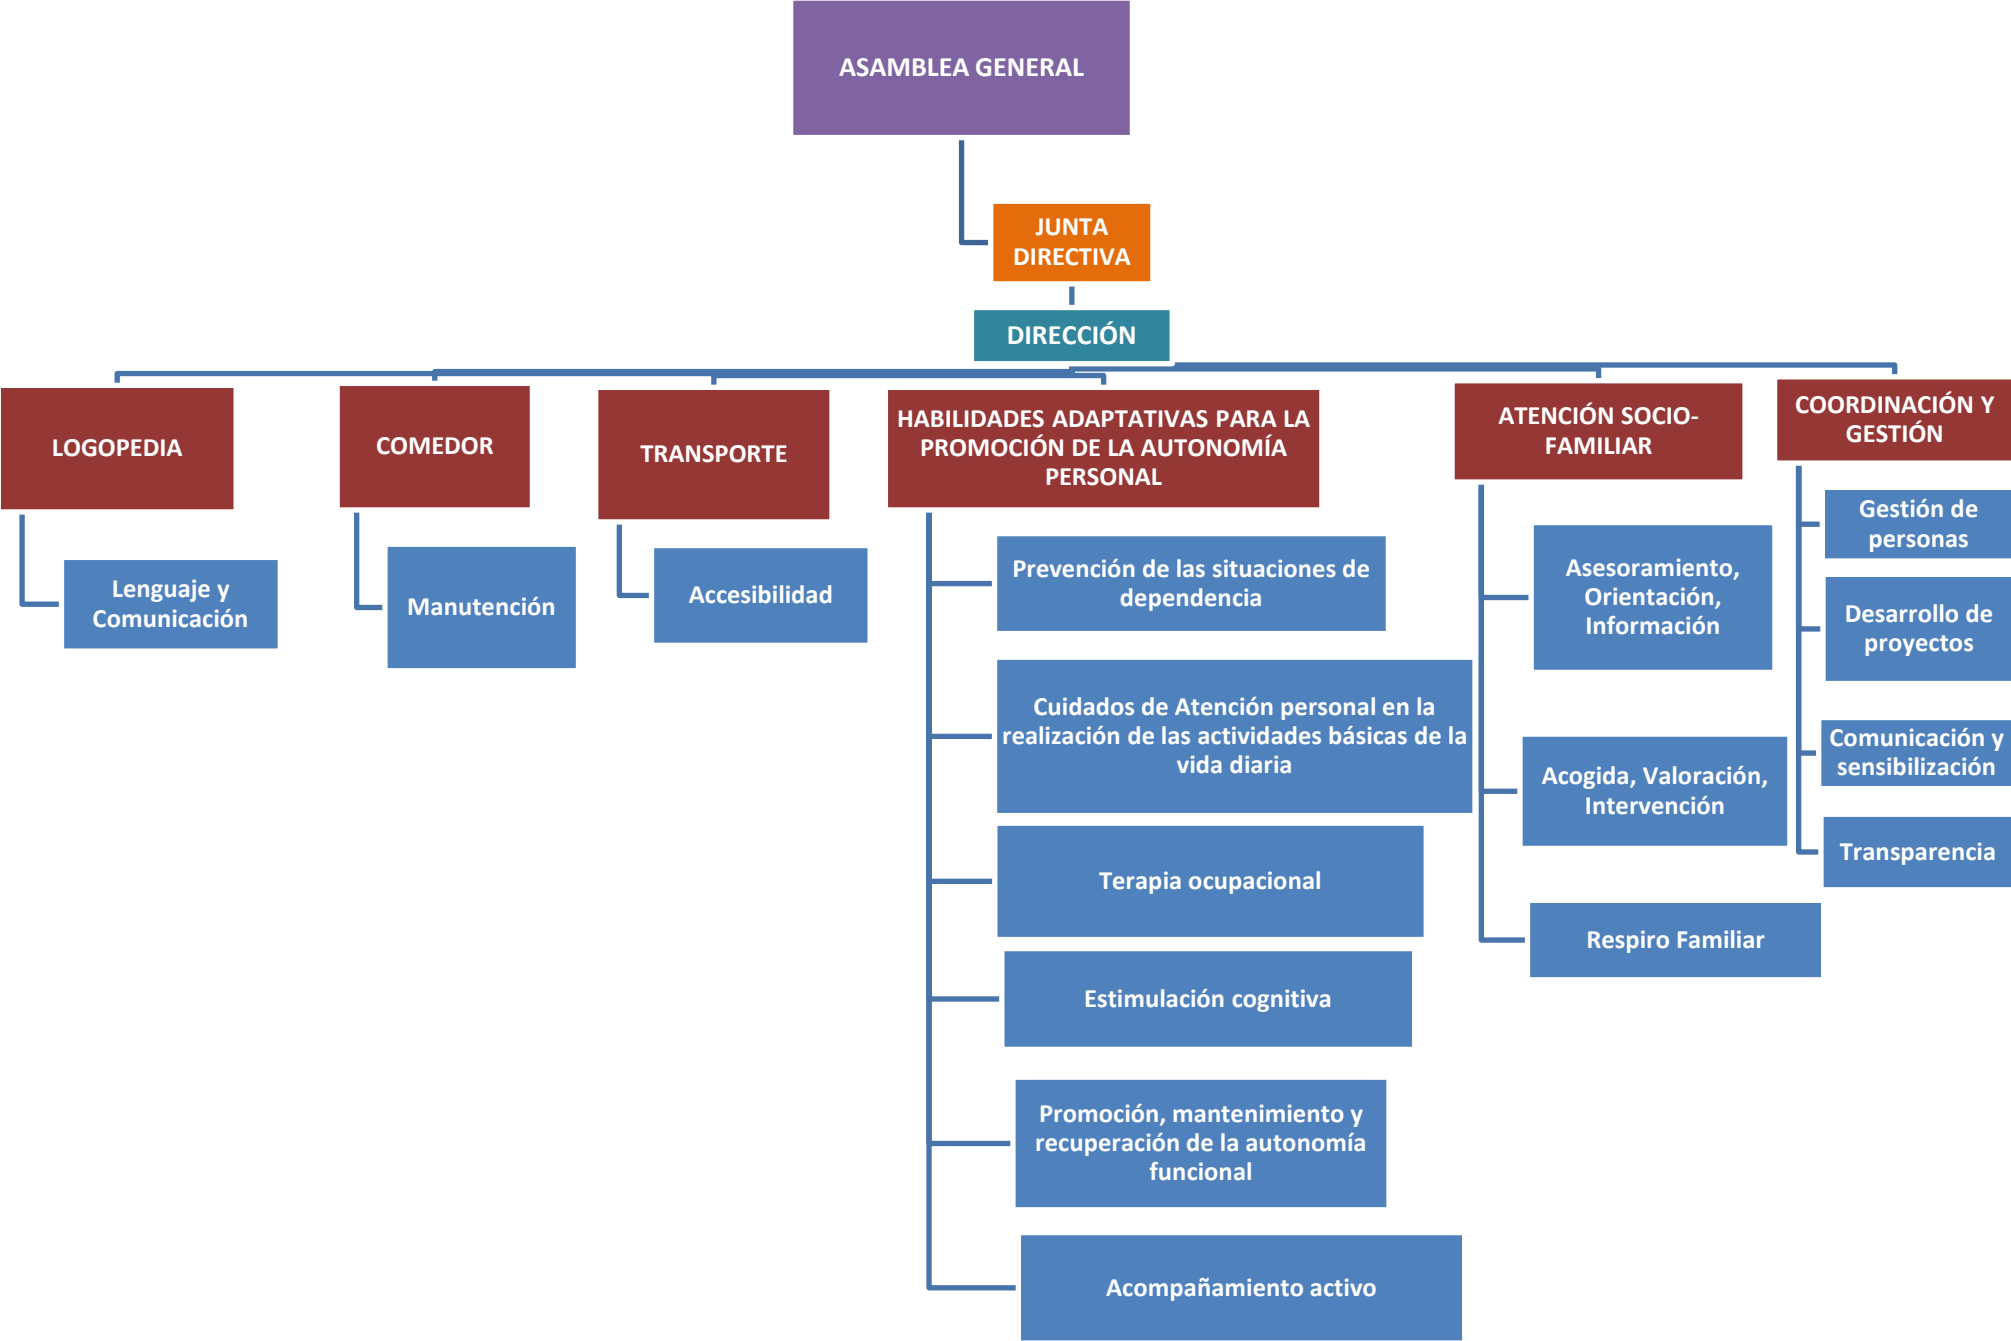 ASAMBLEA GENERAL
JUNTA
DIRECTIVA
DIRECCIÓN
LOGOPEDIA
Lenguaje y
Comunicación
COMEDOR
Manutención
TRANSPORTE
Accesibilidad
HABILIDADES ADAPTATIVAS PARA LA
PROMOCIÓN DE LA AUTONOMÍA
PERSONAL
Prevención de las situaciones de
dependencia
Cuidados de Atención personal en la
realización de las actividades básicas de la
vida diaria
Terapia ocupacional
Estimulación cognitiva
Promoción, mantenimiento y
recuperación de la autonomía
funcional
Acompañamiento activo
ATENCIÓN SOCIO-
FAMILIAR
Asesoramiento,
Orientación,
Información
Acogida, Valoración,
Intervención
Respiro Familiar
COORDINACIÓN Y
GESTIÓN
Gestión de
personas
Desarrollo de
proyectos
Comunicación y
sensibilización
Transparencia